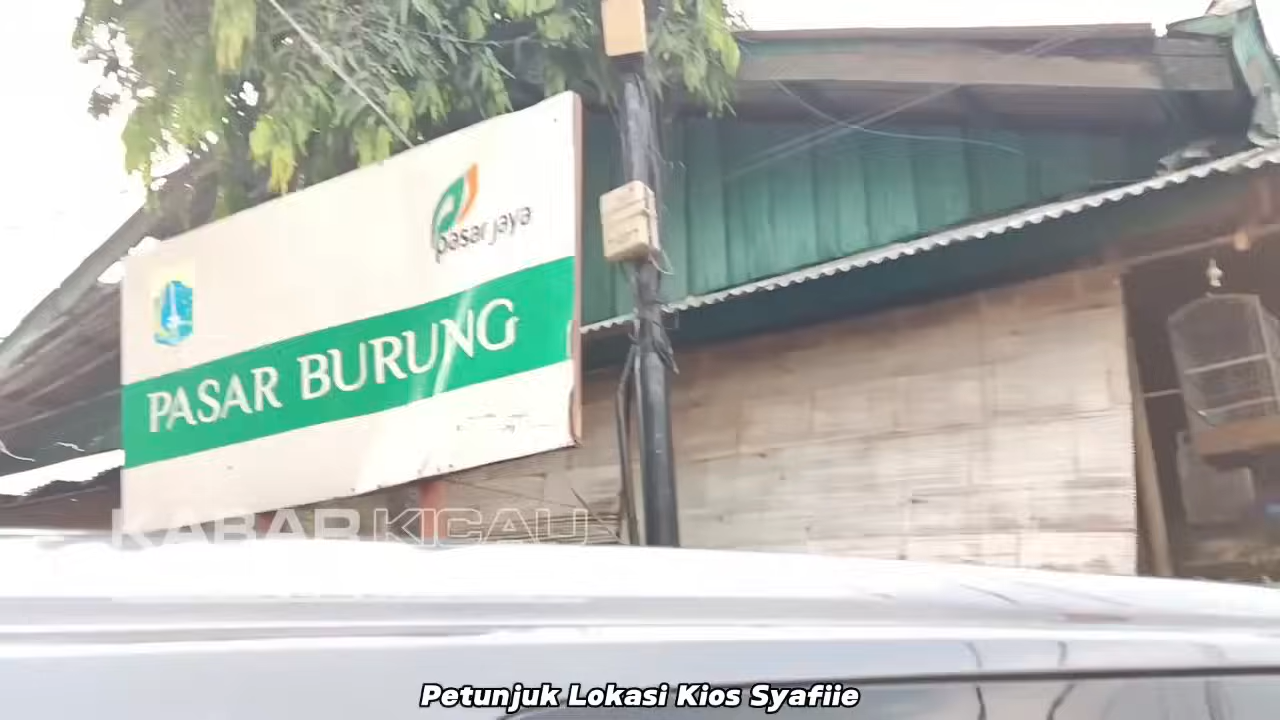 pasar jaya
PASAR BURUNG
KABAR KICAU
Petunjuk Lokasi Kios Syafiie